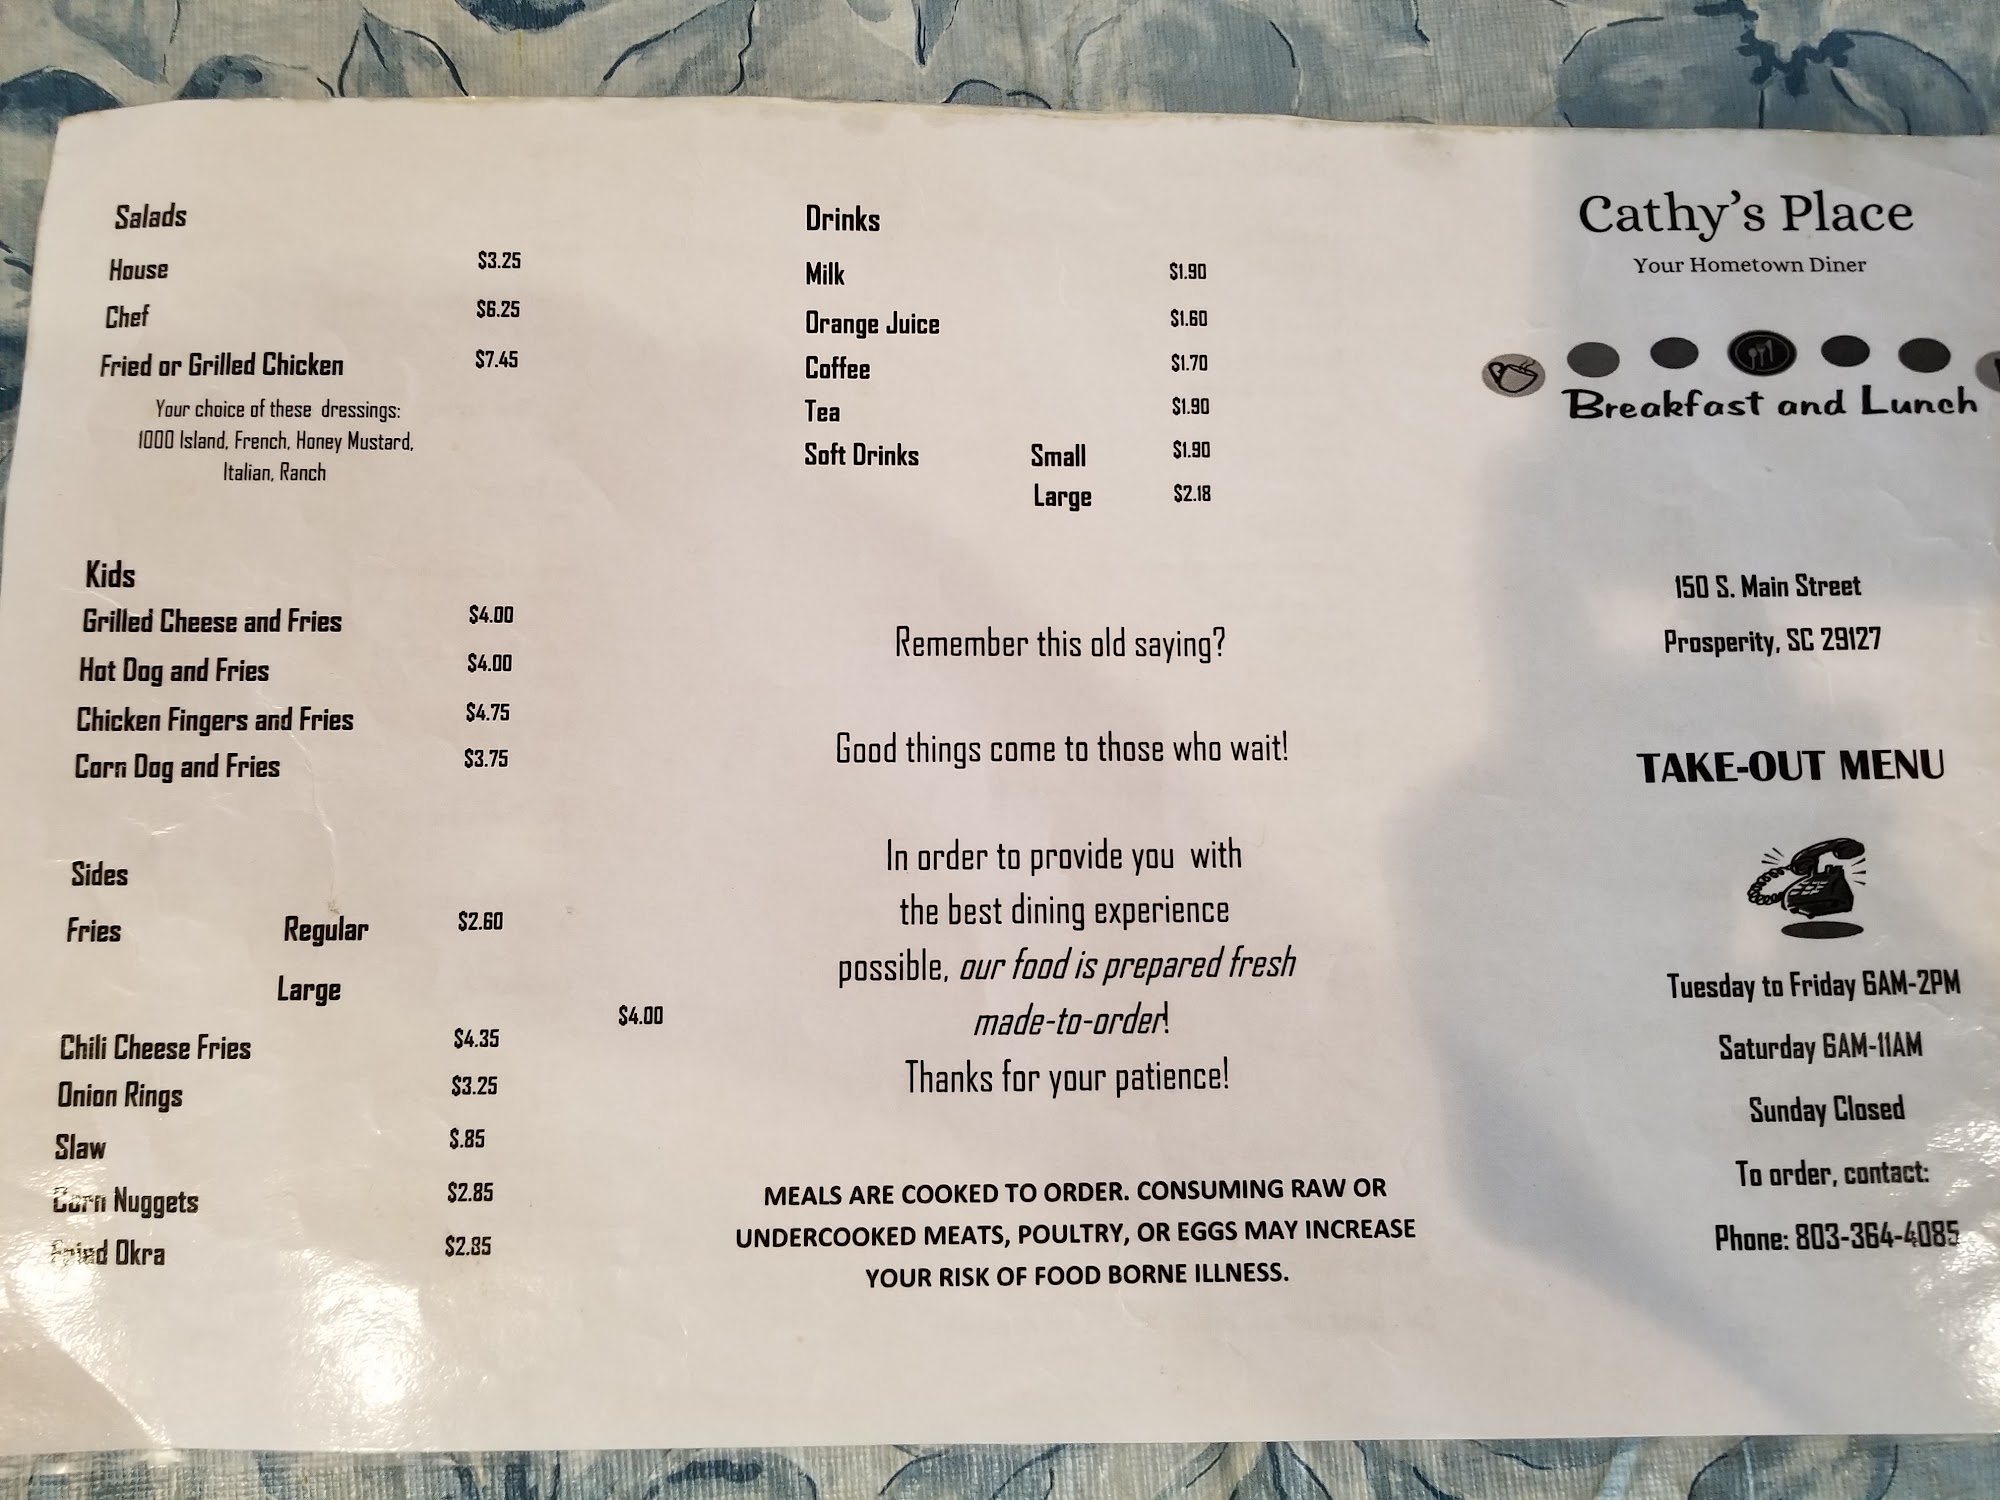 Salads
House $3.25
Chef $6.25
Fried or Grilled Chicken $7.45
Your choice of these dressings:
1000 Island, French, Honey Mustard,
Italian, Ranch
Kids
Grilled Cheese and Fries $4.00
Hot Dog and Fries $4.00
Chicken Fingers and Fries $4.75
Corn Dog and Fries $3.75
Sides
Fries Regular $2.60
Large
$4.00
Chili Cheese Fries $4.35
Onion Rings $3.25
Slaw $.85
Corn Nuggets $2.85
Fried Okra $2.85
Drinks
Milk $1.90
Orange Juice $1.60
Coffee $1.70
Tea $1.90
Soft Drinks Small $1.90
Large $2.18
Remember this old saying?
Good things come to those who wait!
In order to provide you with
the best dining experience
possible, our food is prepared fresh
made-to-order!
Thanks for your patience!
MEALS ARE COOKED TO ORDER. CONSUMING RAW OR
UNDERCOOKED MEATS, POULTRY, OR EGGS MAY INCREASE
YOUR RISK OF FOOD BORNE ILLNESS.
Cathy's Place
Your Hometown Diner
Breakfast and Lunch
150 S. Main Street
Prosperity, SC 29127
TAKE-OUT MENU
Tuesday to Friday 6AM-2PM
Saturday 6AM-11AM
Sunday Closed
To order, contact:
Phone: 803-364-4085